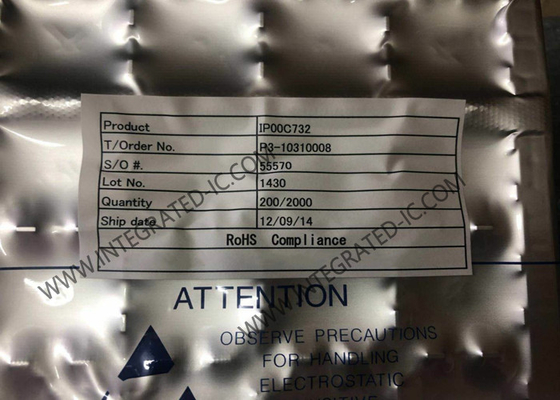 Product IP00C732
T/Order No. P3-10310008
S/O #. 55570
Lot No. 1430
Quantity 200/2000
Ship date 12/09/14
RoHS Compliance
WWW.INTEGRATED-IC.COM
WWW.INTEGRATED-IC.COM
ATTENTION
OBSERVE PRECAUTIONS
FOR HANDLING
ELECTROSTATIC